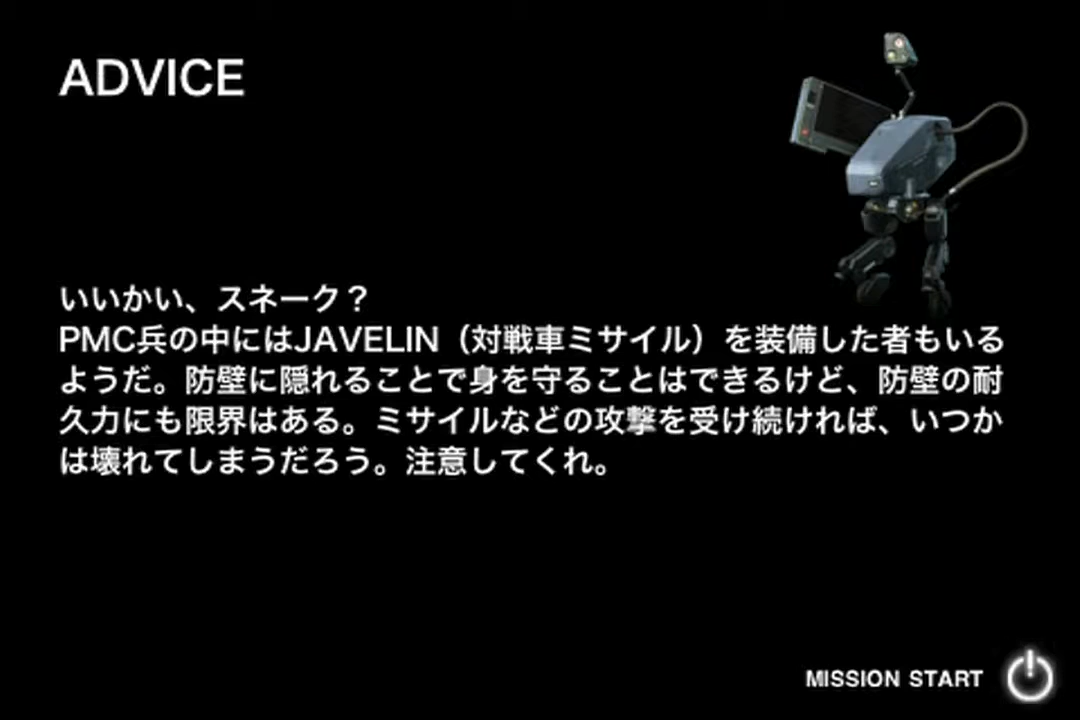 ADVICE
いいかい、スネーク？
PMC兵の中にはJAVELIN（対戦車ミサイル）を装備した者もいる
ようだ。防壁に隠れることで身を守ることはできるけど、防壁の耐
久力にも限界はある。ミサイルなどの攻撃を受け続ければ、いつか
は壊れてしまうだろう。注意してくれ。
MISSION START